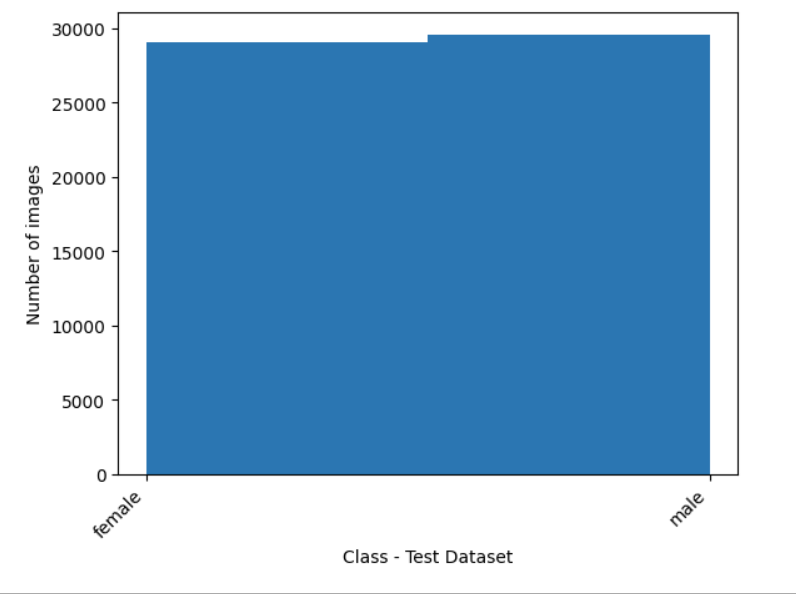 30000
25000
20000
15000
10000
5000
0
Number of images
female
male
Class - Test Dataset